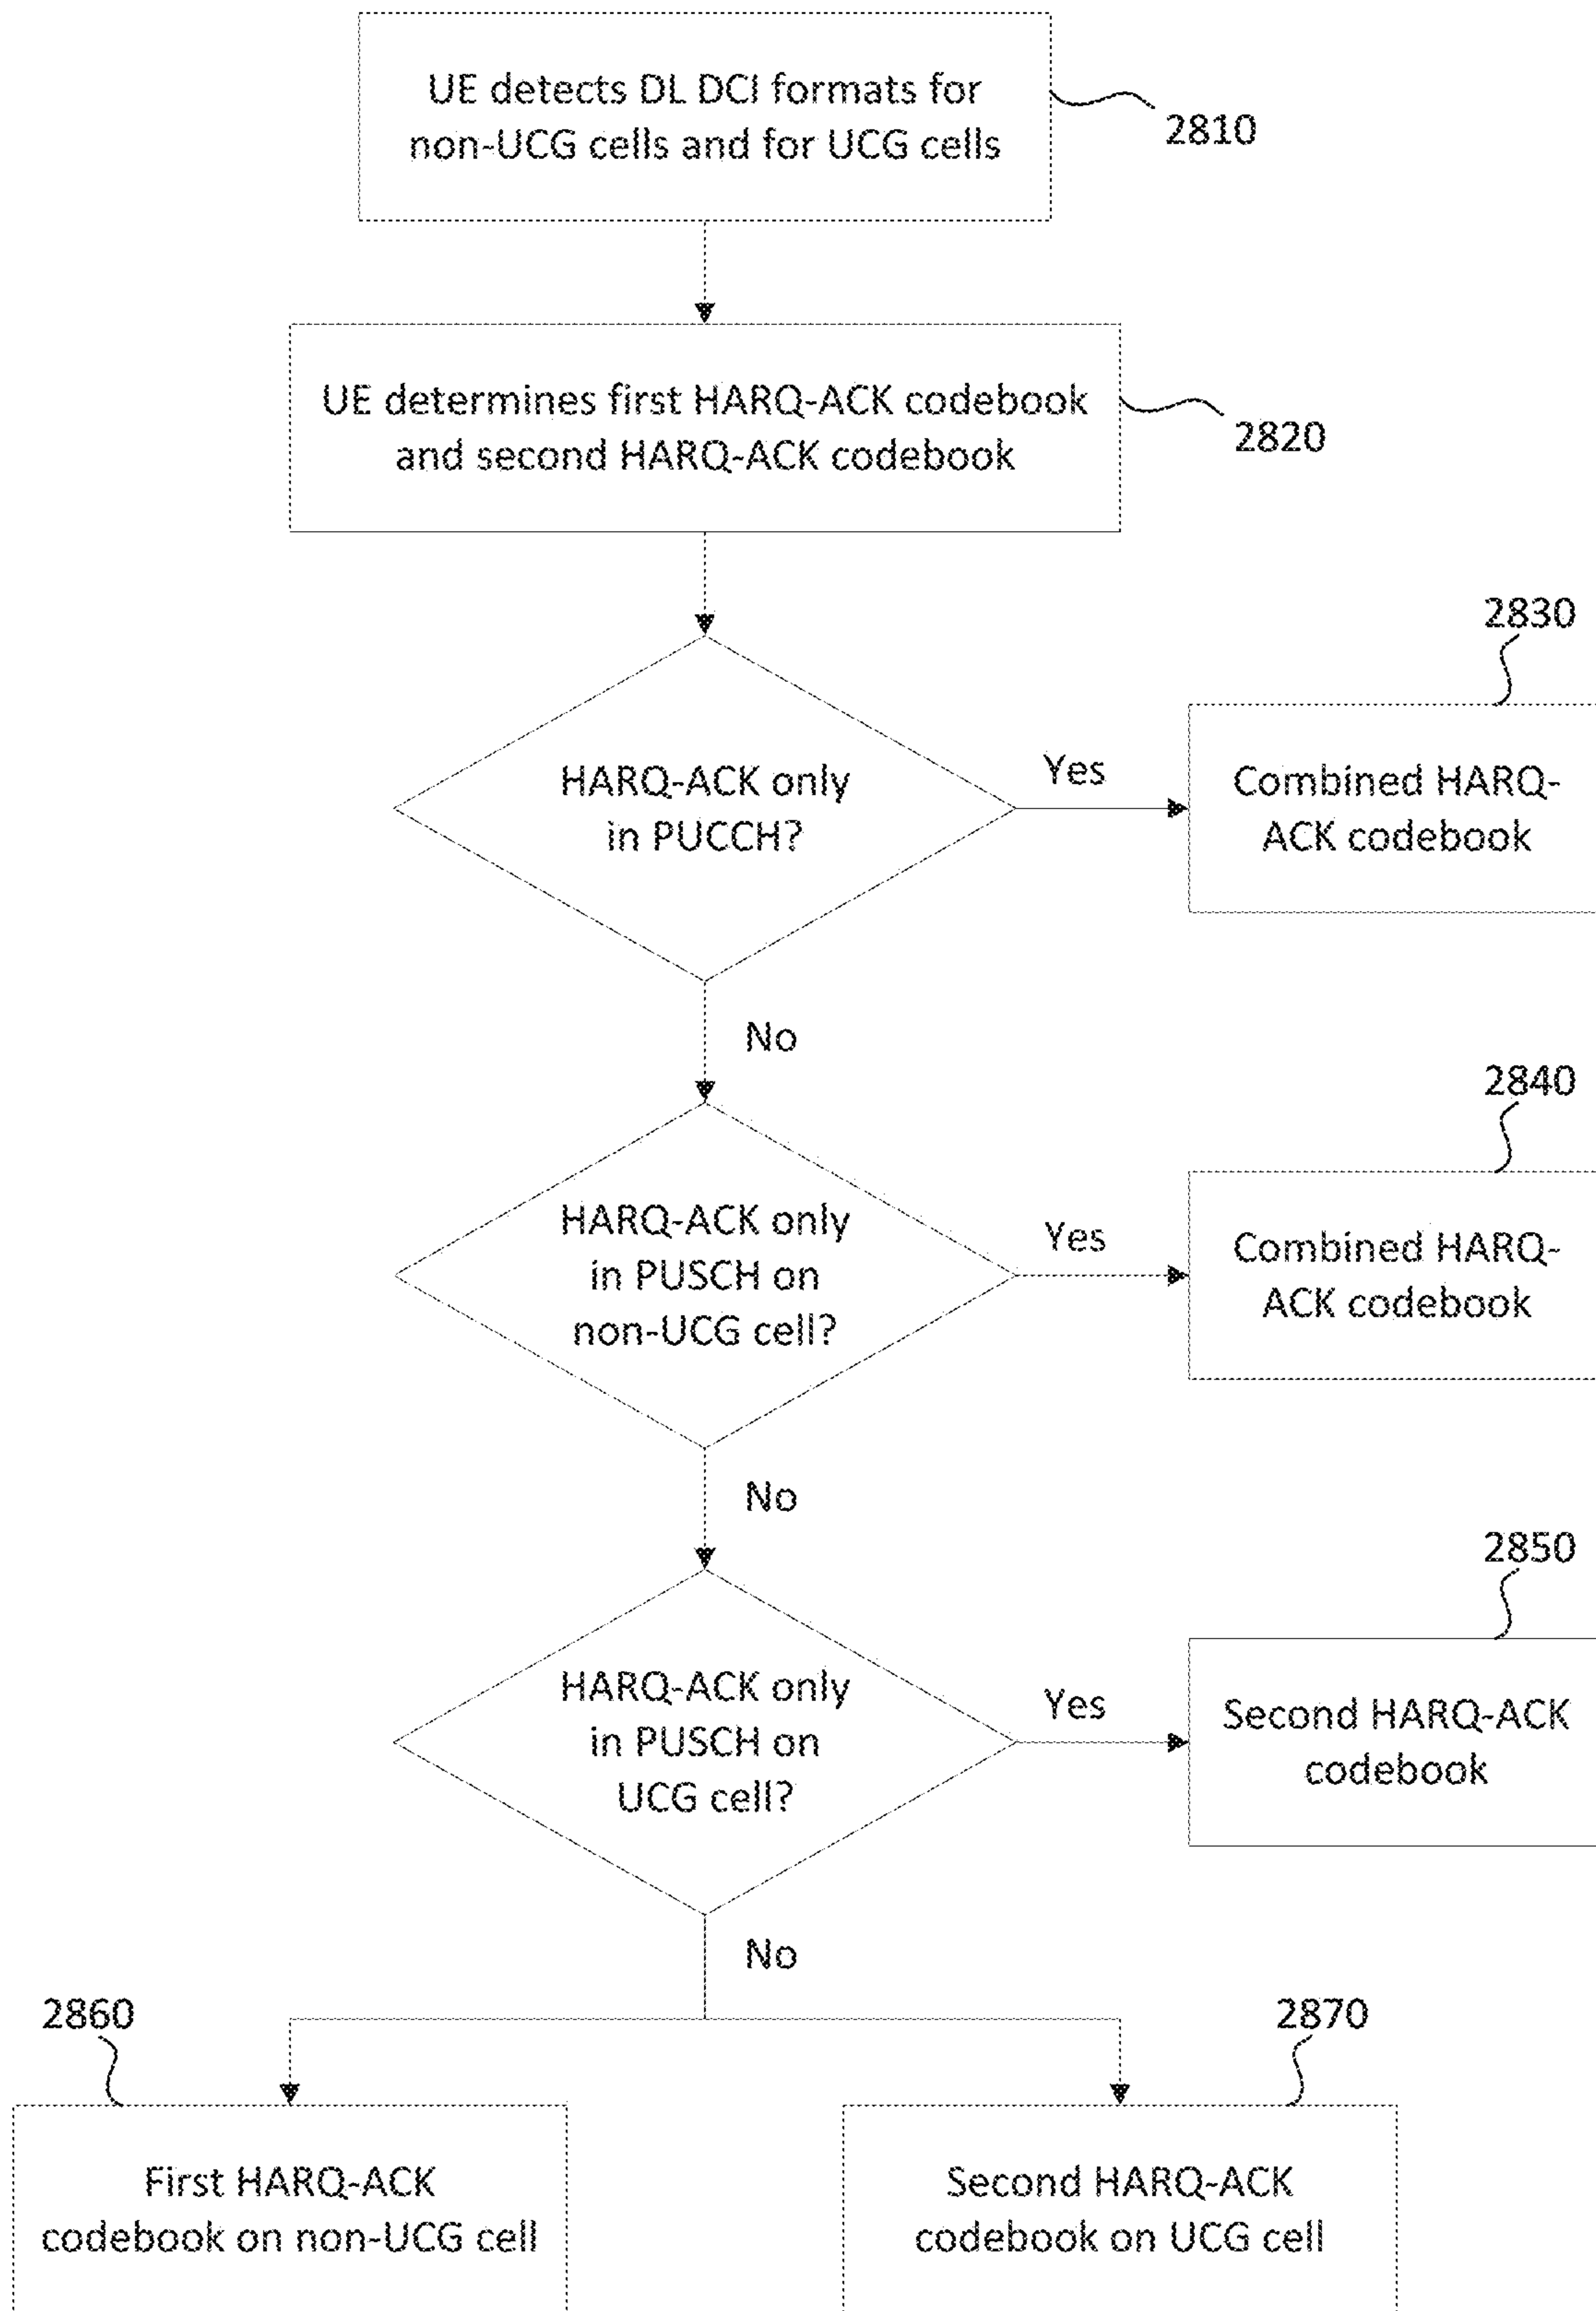 UE detects DL DCI formats for
non-UCG cells and for UCG cells
2810
UE determines first HARQ-ACK codebook
and second HARQ-ACK codebook
2820
HARQ-ACK only
in PUCCH?
Yes
2830
Combined HARQ-
ACK codebook
No
HARQ-ACK only
in PUSCH on
non-UCG cell?
Yes
2840
Combined HARQ-
ACK codebook
No
HARQ-ACK only
in PUSCH on
UCG cell?
Yes
2850
Second HARQ-ACK
codebook
No
2860
First HARQ-ACK
codebook on non-UCG cell
2870
Second HARQ-ACK
codebook on UCG cell